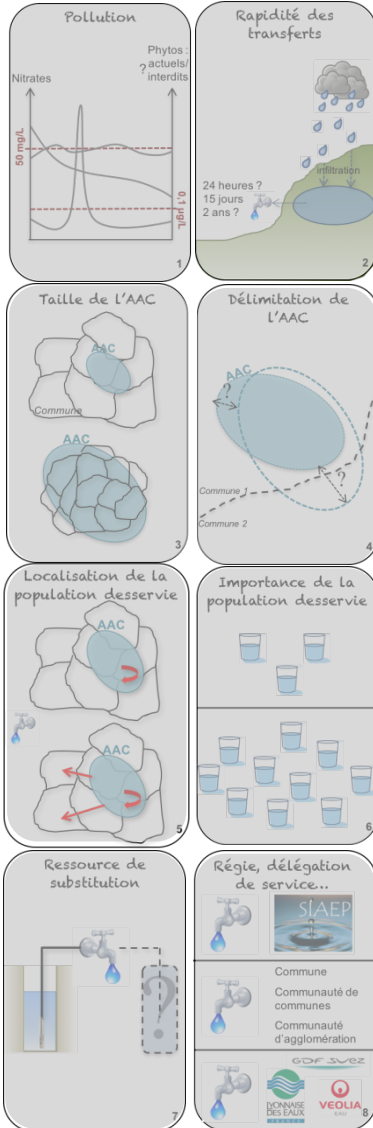 Pollution
Nitrates
Phytos :
? actuels/
interdits
50 mg/L
0,1 µg/L
1
Rapidité des
transferts
infiltration
24 heures ?
15 jours
2 ans ?
2
Taille de l'AAC
AAC
Commune
AAC
3
Délimitation de
l'AAC
AAC
?
?
Commune 1
Commune 2
4
Localisation de la
population desservie
AAC
AAC
5
Importance de la
population desservie
6
Ressource de
substitution
?
7
Régie, délégation
de service...
SIAEP
Commune
Communauté de
communes
Communauté
d'agglomération
GDF SUEZ
LYONNAISE
DES EAUX
FRANCE
VEOLIA
EAU
8